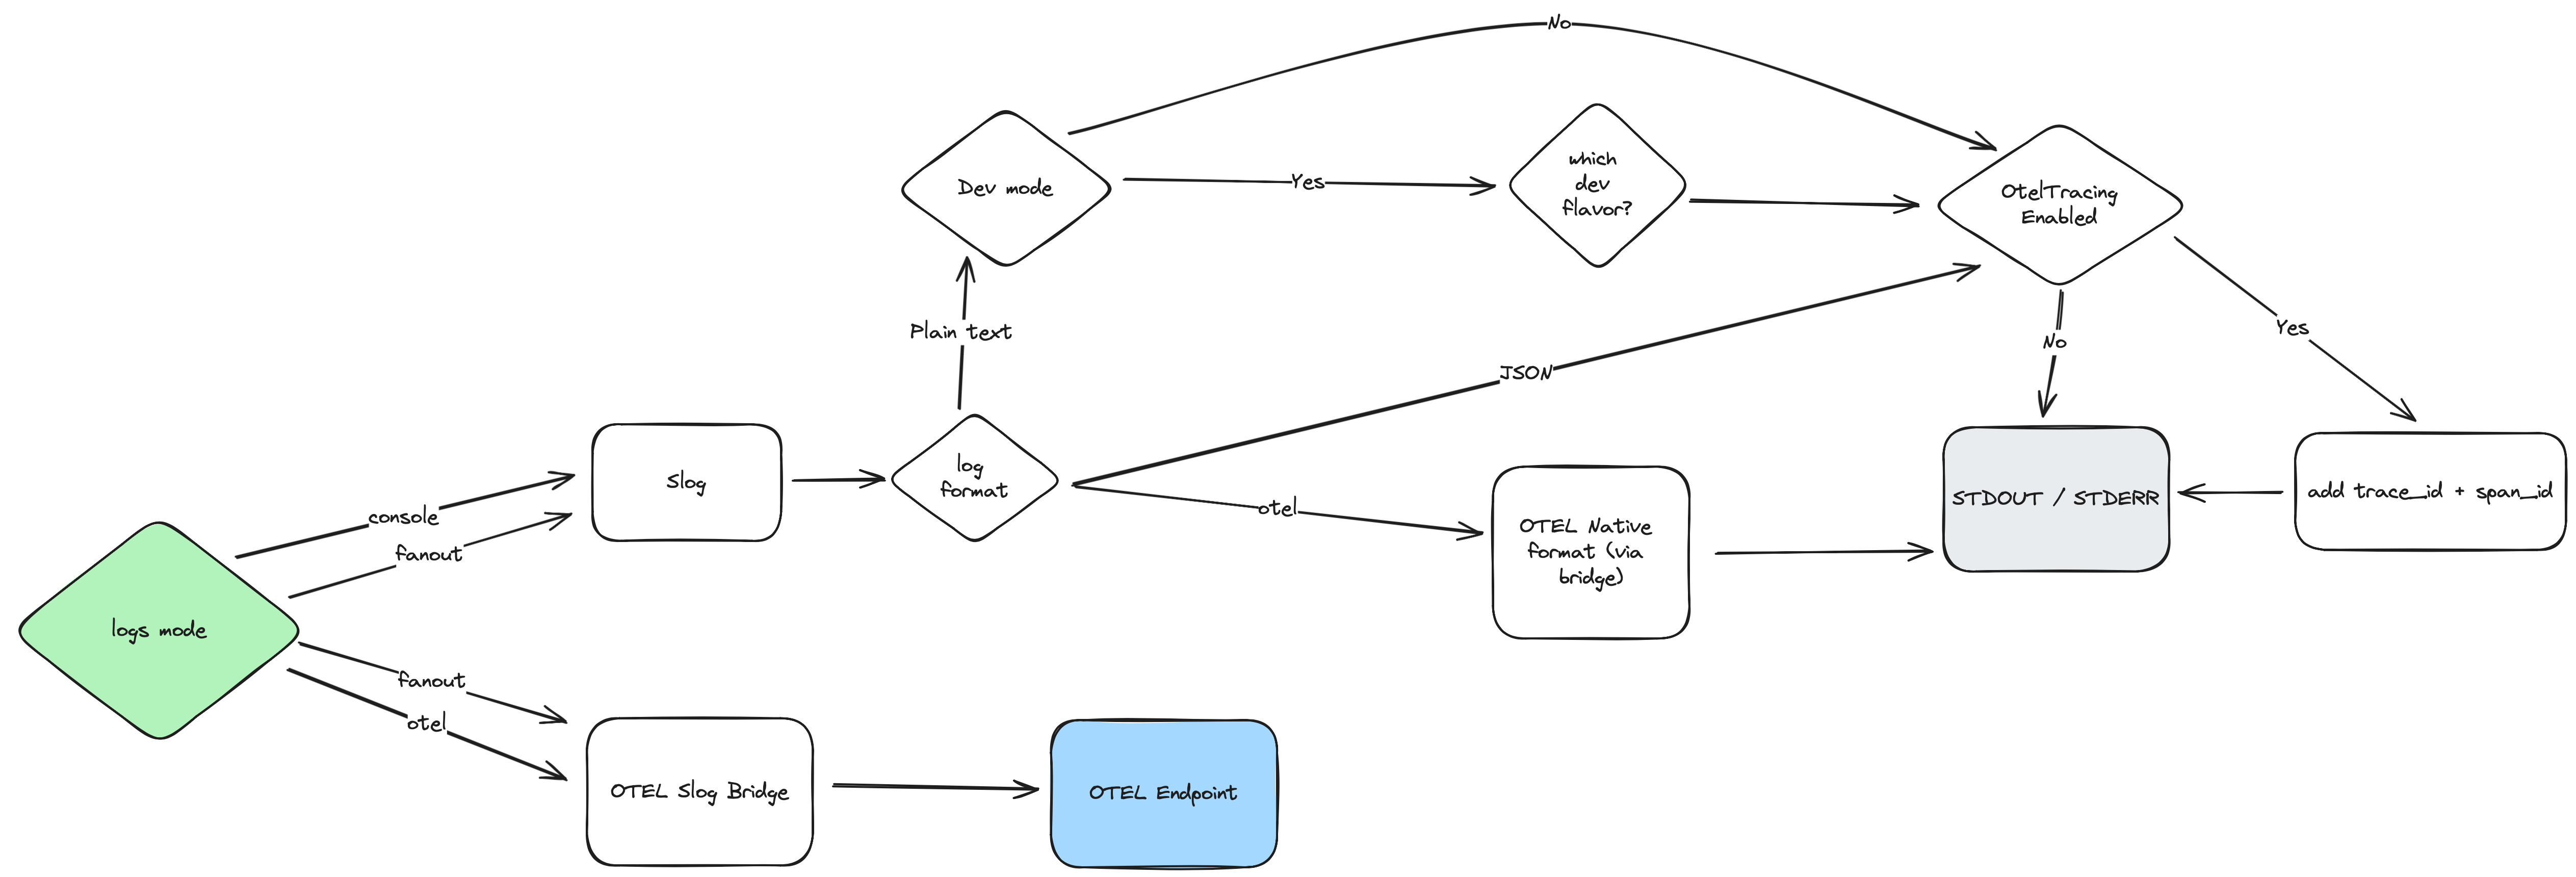 No
Dev mode
Yes
which
dev
flavor?
OtelTracing
Enabled
Plain text
No
Yes
JSON
console
fanout
Slog
log
format
otel
OTEL Native
format (via
bridge)
STDOUT / STDERR
add trace_id + span_id
logs mode
fanout
otel
OTEL Slog Bridge
OTEL Endpoint